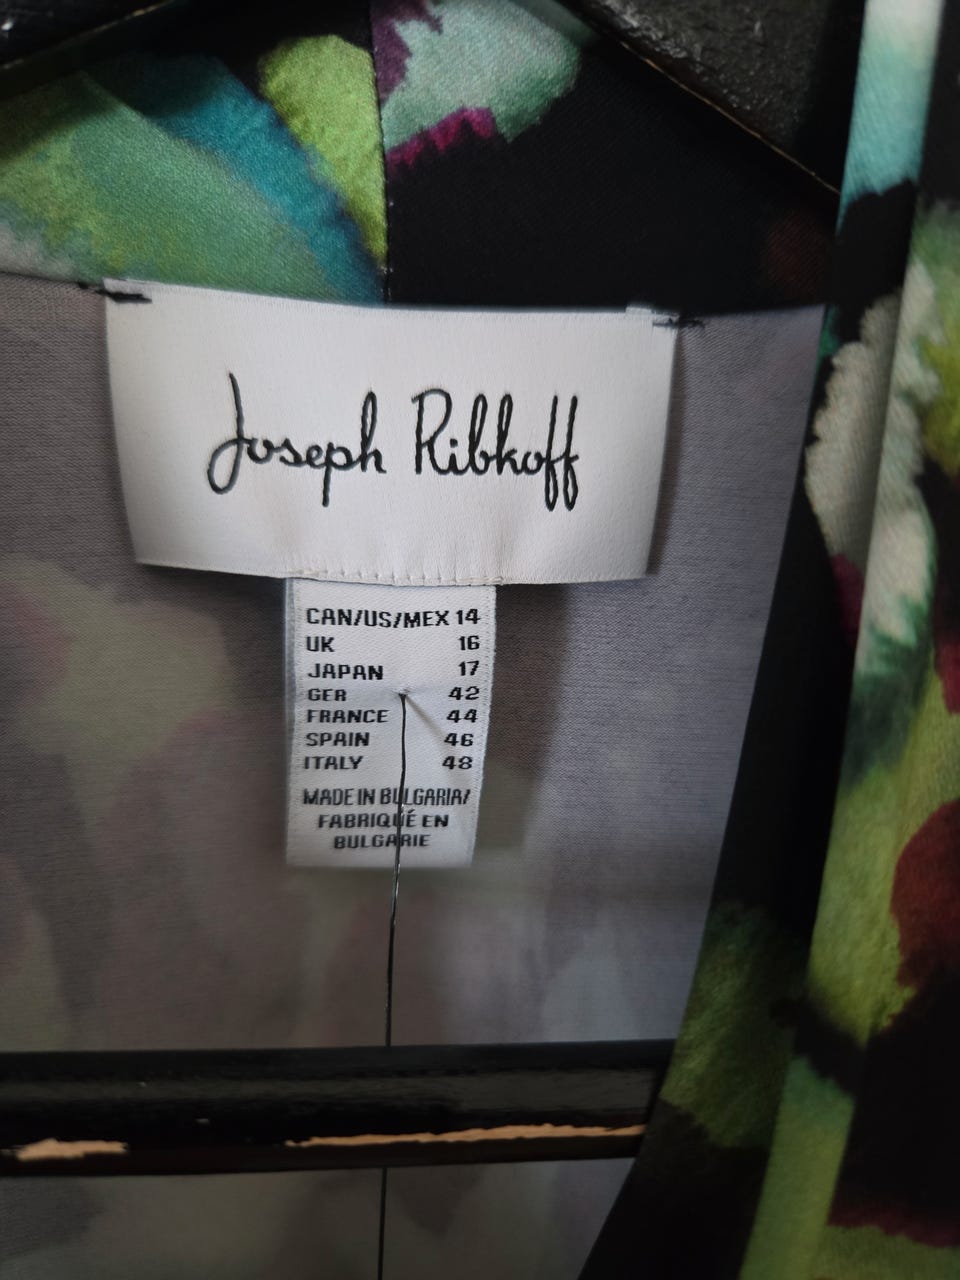 Joseph Ribkoff
CAN/US/MEX 14
UK 16
JAPAN 17
GER 42
FRANCE 44
SPAIN 46
ITALY 48
MADE IN BULGARIA/
FABRIQUÉ EN
BULGARIE